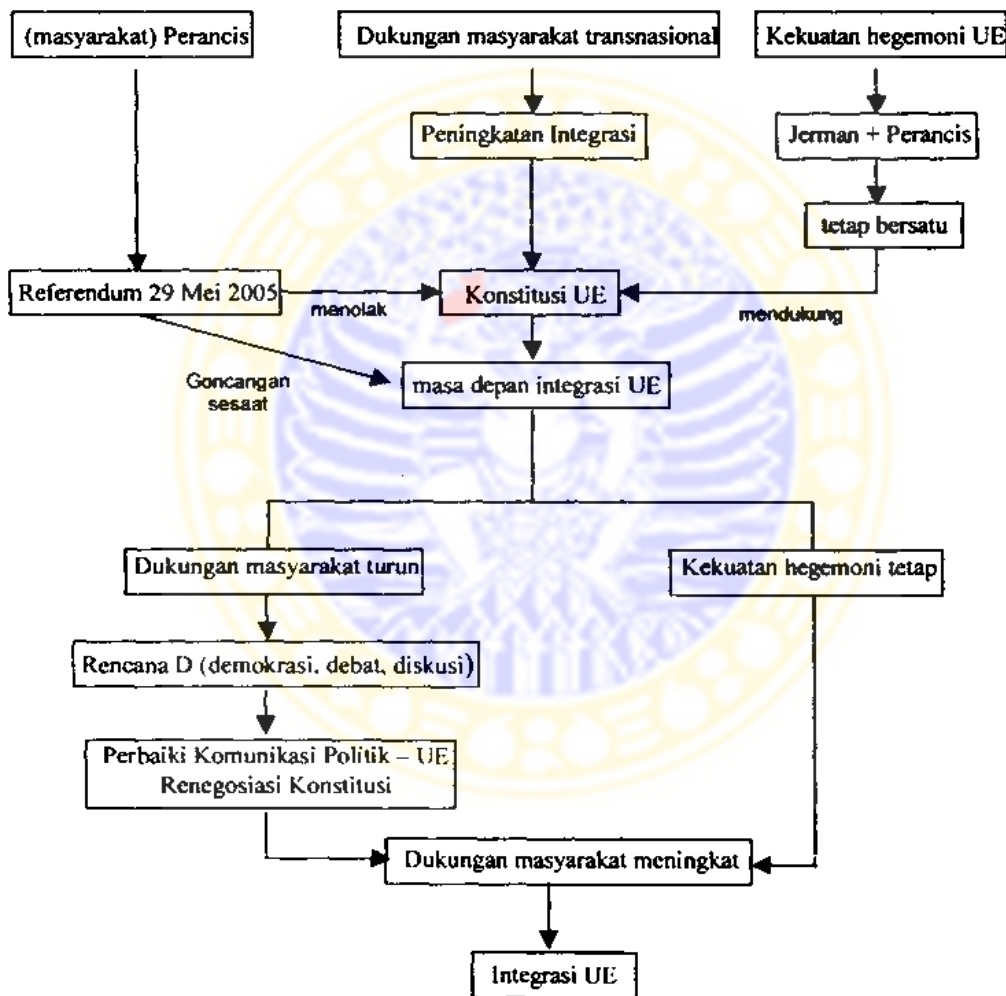 (masyarakat) Perancis
Dukungan masyarakat transnasional
Kekuatan hegemoni UE
Peningkatan Integrasi
Jerman + Perancis
tetap bersatu
Referendum 29 Mei 2005
menolak
Konstitusi UE
mendukung
Goncangan
sesaat
masa depan integrasi UE
Dukungan masyarakat turun
Kekuatan hegemoni tetap
Rencana D (demokrasi, debat, diskusi)
Perbaiki Komunikasi Politik – UE
Renegosiasi Konstitusi
Dukungan masyarakat meningkat
Integrasi UE